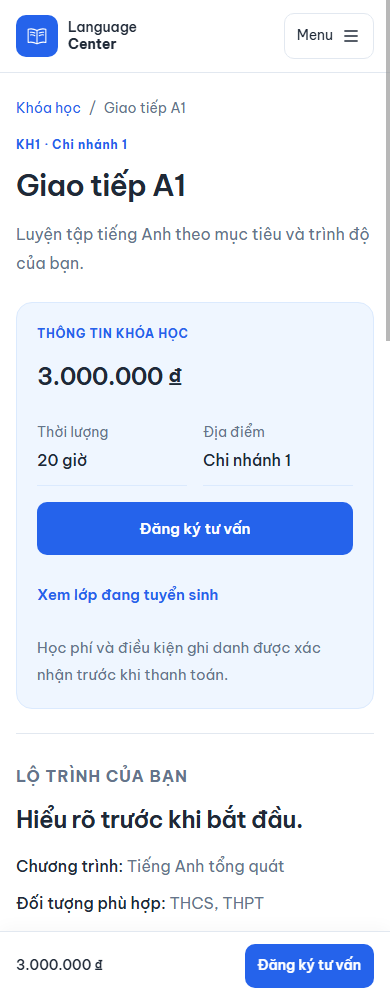 Language
Center
Menu
Khóa học / Giao tiếp A1
KH1 · Chi nhánh 1
Giao tiếp A1
Luyện tập tiếng Anh theo mục tiêu và trình độ
của bạn.
THÔNG TIN KHÓA HỌC
3.000.000 ₫
Thời lượng
Địa điểm
20 giờ
Chi nhánh 1
Đăng ký tư vấn
Xem lớp đang tuyển sinh
Học phí và điều kiện ghi danh được xác
nhận trước khi thanh toán.
LỘ TRÌNH CỦA BẠN
Hiểu rõ trước khi bắt đầu.
Chương trình: Tiếng Anh tổng quát
Đối tượng phù hợp: THCS, THPT
3.000.000 ₫
Đăng ký tư vấn